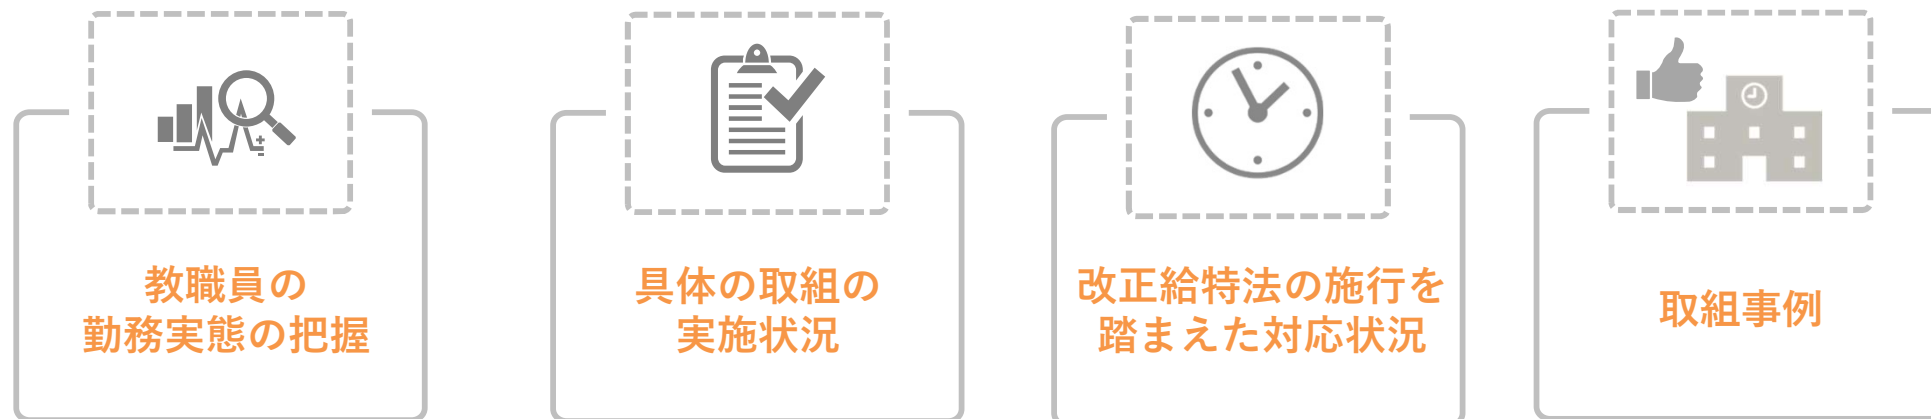 教職員の
勤務実態の把握
具体の取組の
実施状況
改正給特法の施行を
踏まえた対応状況
取組事例